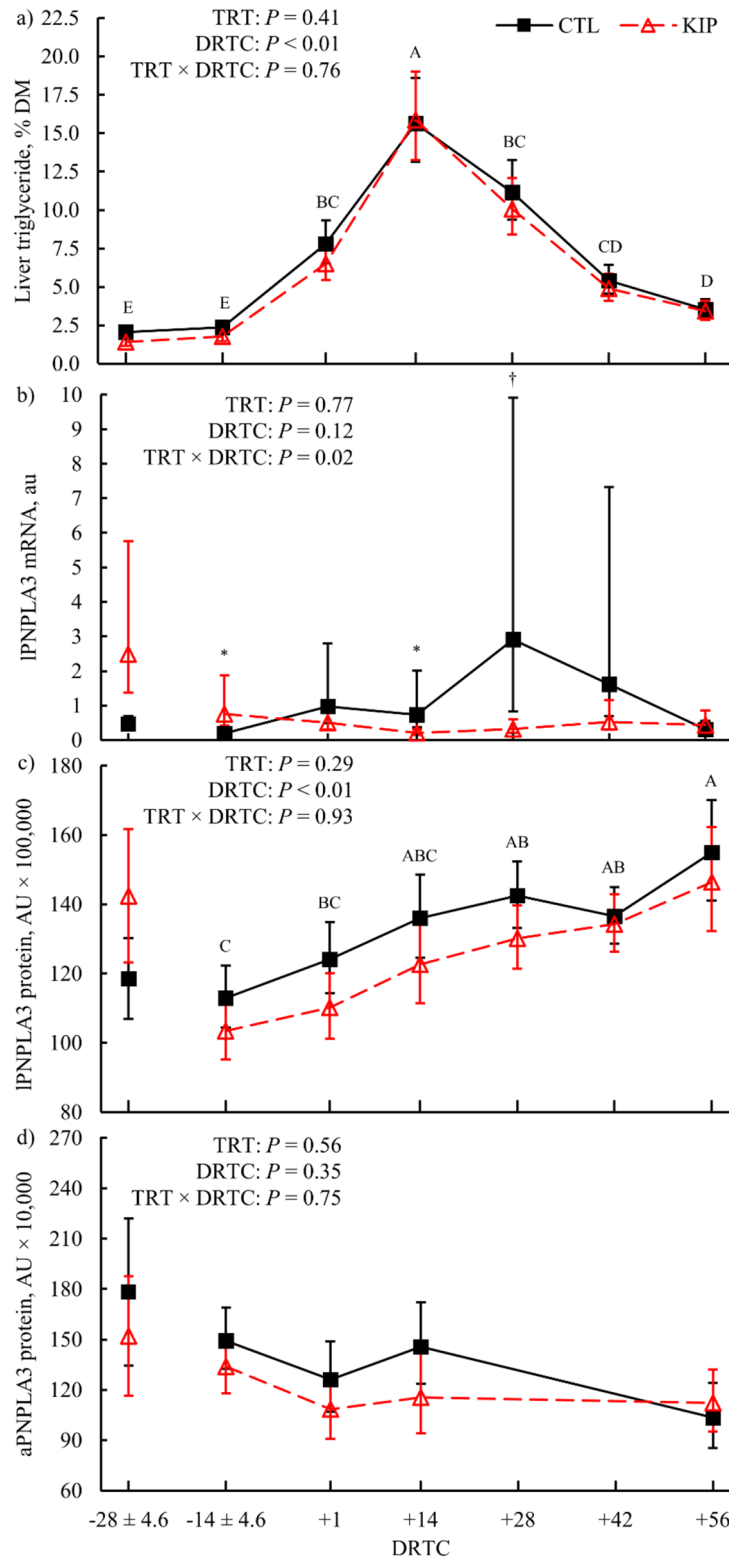 a)
TRT: P = 0.41
DRTC: P < 0.01
TRT × DRTC: P = 0.76
CTL
KIP
Liver triglyceride, % DM
22.5
20.0
17.5
15.0
12.5
10.0
7.5
5.0
2.5
0.0
E
E
BC
A
BC
CD
D
b)
TRT: P = 0.77
DRTC: P = 0.12
TRT × DRTC: P = 0.02
lPNPLA3 mRNA, au
10
9
8
7
6
5
4
3
2
1
0
*
*
†
c)
TRT: P = 0.29
DRTC: P < 0.01
TRT × DRTC: P = 0.93
lPNPLA3 protein, AU × 100,000
180
160
140
120
100
80
C
BC
ABC
AB
AB
A
d)
TRT: P = 0.56
DRTC: P = 0.35
TRT × DRTC: P = 0.75
aPNPLA3 protein, AU × 10,000
270
240
210
180
150
120
90
60
-28 ± 4.6
-14 ± 4.6
+1
+14
+28
+42
+56
DRTC